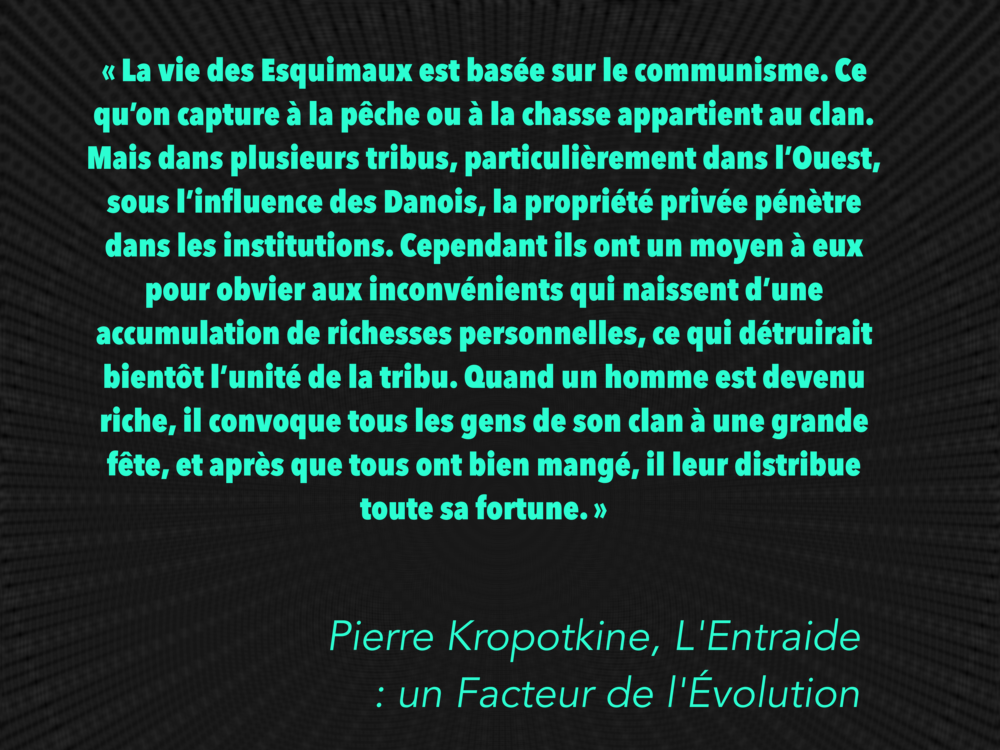 « La vie des Esquimaux est basée sur le communisme. Ce
qu’on capture à la pêche ou à la chasse appartient au clan.
Mais dans plusieurs tribus, particulièrement dans l’Ouest,
sous l’influence des Danois, la propriété privée pénètre
dans les institutions. Cependant ils ont un moyen à eux
pour obvier aux inconvénients qui naissent d’une
accumulation de richesses personnelles, ce qui détruirait
bientôt l’unité de la tribu. Quand un homme est devenu
riche, il convoque tous les gens de son clan à une grande
fête, et après que tous ont bien mangé, il leur distribue
toute sa fortune. »
Pierre Kropotkine, L'Entraide
: un Facteur de l'Évolution